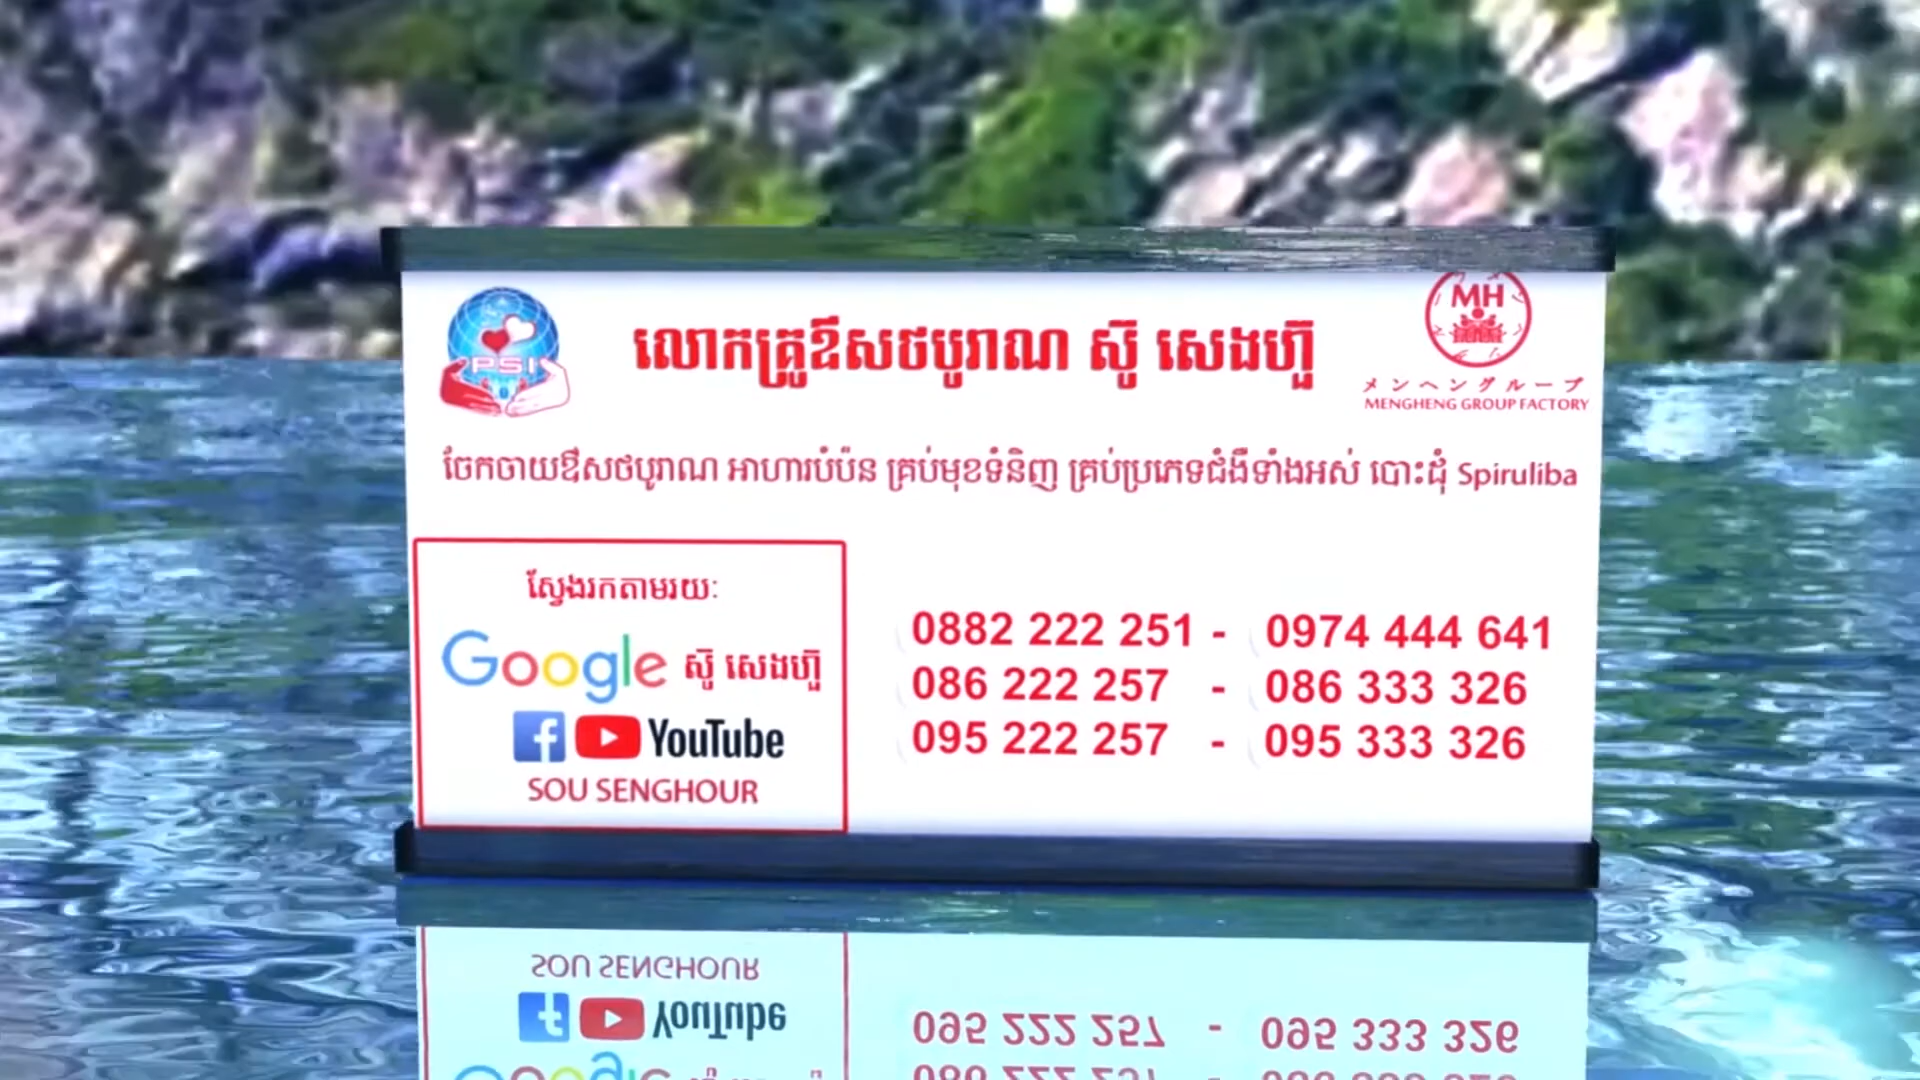 PSI
លោកគ្រូឱសថបូរាណ ស៊ូ សេងហ៊ួ
MH
メンヘングループ
MENGHENG GROUP FACTORY
ចែកចាយឱសថបូរាណ អាហារបំប៉ន គ្រប់មុខទំនិញ គ្រប់ប្រភេទជំងឺទាំងអស់ បោះដុំ Spiruliba
ស្វែងរកតាមរយៈ
Google ស៊ូ សេងហ៊ួ
f YouTube
SOU SENGHOUR
0882 222 251 - 0974 444 641
086 222 257 - 086 333 326
095 222 257 - 095 333 326